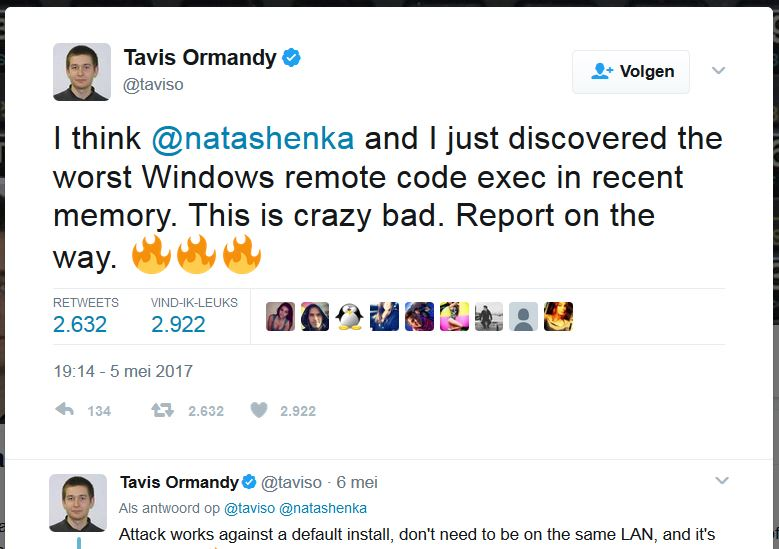 Tavis Ormandy
@taviso
Volgen
I think @natashenka and I just discovered the
worst Windows remote code exec in recent
memory. This is crazy bad. Report on the
way. 🔥🔥🔥
RETWEETS VIND-IK-LEUKS
2.632 2.922
19:14 - 5 mei 2017
134 2.632 2.922
Tavis Ormandy @taviso · 6 mei
Als antwoord op @taviso @natashenka
Attack works against a default install, don't need to be on the same LAN, and it's